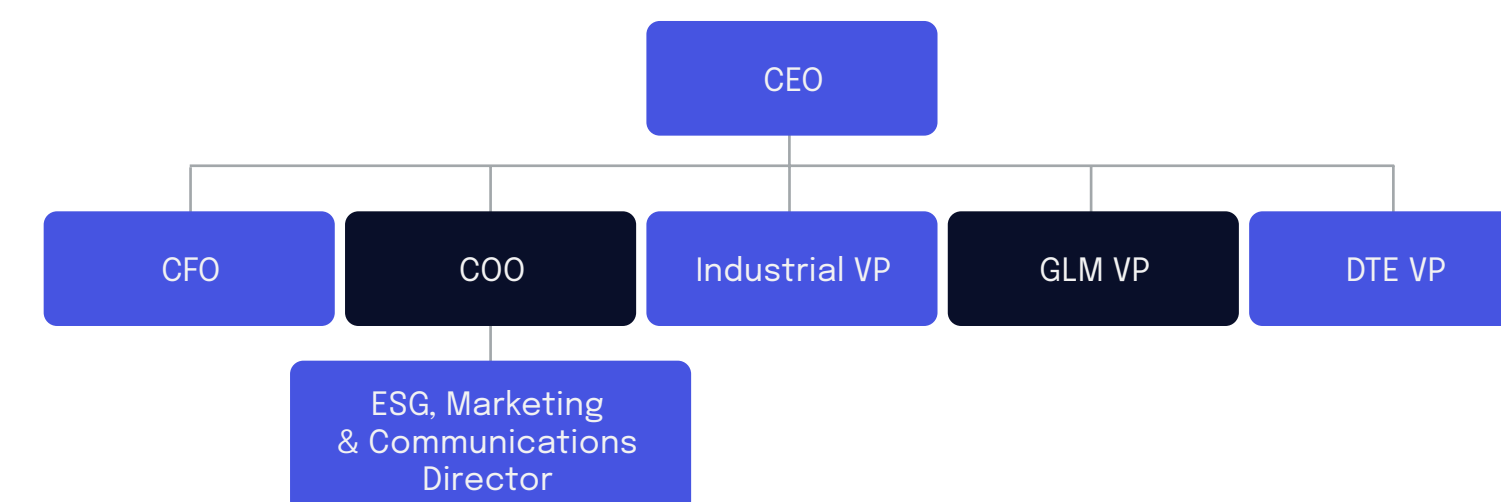 CEO
CFO
COO
Industrial VP
GLM VP
DTE VP
ESG, Marketing
& Communications
Director